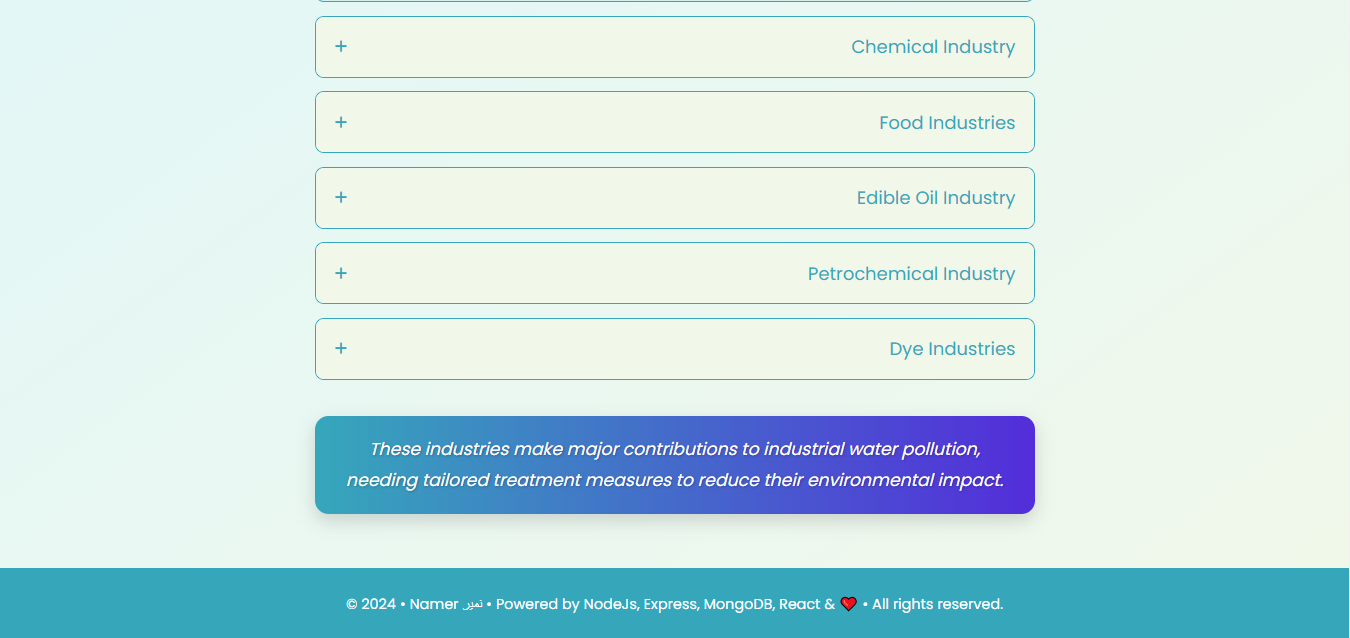 + Chemical Industry
+ Food Industries
+ Edible Oil Industry
+ Petrochemical Industry
+ Dye Industries
These industries make major contributions to industrial water pollution,
needing tailored treatment measures to reduce their environmental impact.
© 2024 • Namer نمير • Powered by NodeJs, Express, MongoDB, React & ❤️ • All rights reserved.